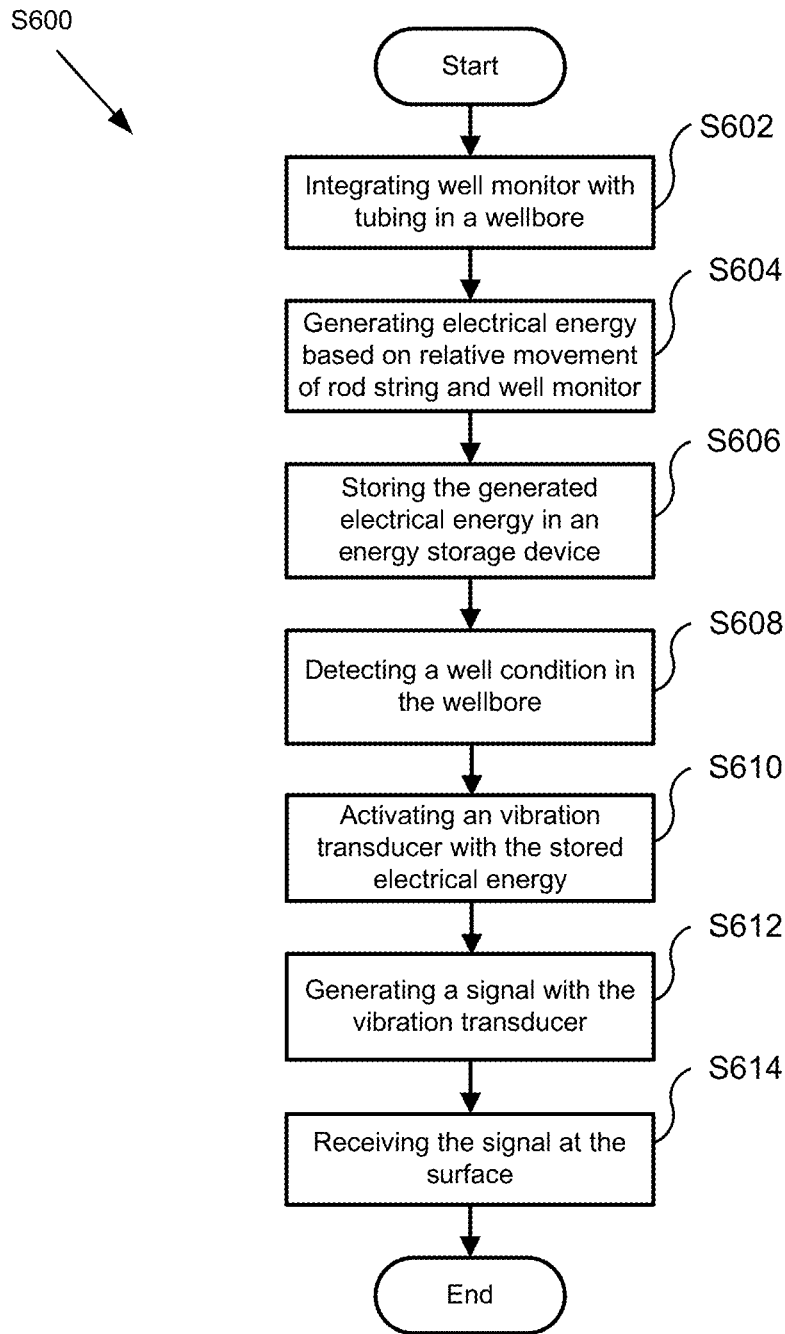 S600
Start
S602
Integrating well monitor with
tubing in a wellbore
S604
Generating electrical energy
based on relative movement
of rod string and well monitor
S606
Storing the generated
electrical energy in an
energy storage device
S608
Detecting a well condition in
the wellbore
S610
Activating an vibration
transducer with the stored
electrical energy
S612
Generating a signal with the
vibration transducer
S614
Receiving the signal at the
surface
End